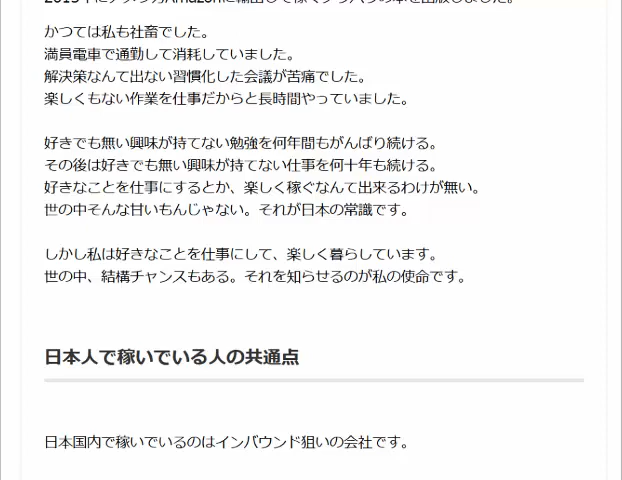 かつては私も社畜でした。
満員電車で通勤して消耗していました。
解決策なんて出ない習慣化した会議が苦痛でした。
楽しくもない作業を仕事だからと長時間やっていました。
好きでも無い興味が持てない勉強を何年間もがんばり続ける。
その後は好きでも無い興味が持てない仕事を何十年も続ける。
好きなことを仕事にするとか、楽しく稼ぐなんて出来るわけが無い。
世の中そんな甘いもんじゃない。それが日本の常識です。
しかし私は好きなことを仕事にして、楽しく暮らしています。
世の中、結構チャンスもある。それを知らせるのが私の使命です。
日本人で稼いでいる人の共通点
日本国内で稼いでいるのはインバウンド狙いの会社です。